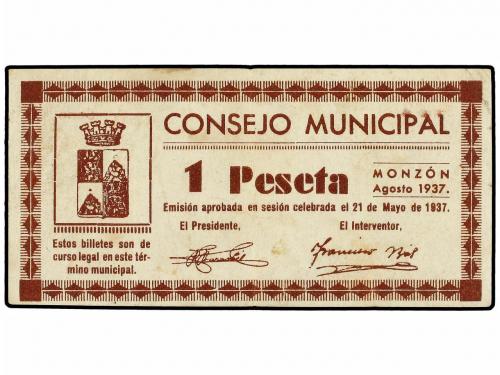 CONSEJO MUNICIPAL
1 Peseta
MONZÓN
Agosto 1937.
Emisión aprobada en sesión celebrada el 21 de Mayo de 1937.
El Presidente,
El Interventor,
Estos billetes son de
curso legal en este tér-
mino municipal.
Francisco